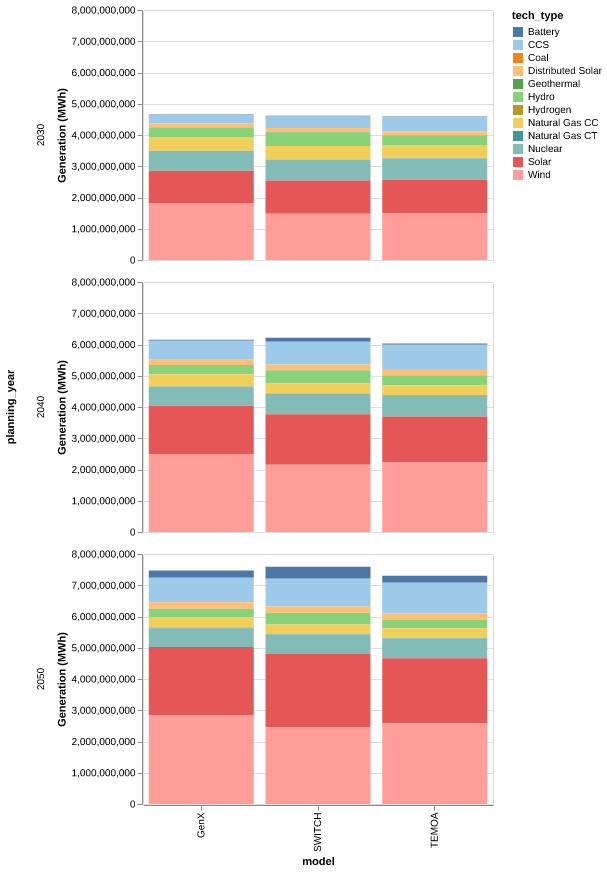 tech_type
Battery
CCS
Coal
Distributed Solar
Geothermal
Hydro
Hydrogen
Natural Gas CC
Natural Gas CT
Nuclear
Solar
Wind
planning_year
2030
Generation (MWh)
8,000,000,000
7,000,000,000
6,000,000,000
5,000,000,000
4,000,000,000
3,000,000,000
2,000,000,000
1,000,000,000
0
2040
Generation (MWh)
8,000,000,000
7,000,000,000
6,000,000,000
5,000,000,000
4,000,000,000
3,000,000,000
2,000,000,000
1,000,000,000
0
2050
Generation (MWh)
8,000,000,000
7,000,000,000
6,000,000,000
5,000,000,000
4,000,000,000
3,000,000,000
2,000,000,000
1,000,000,000
0
GenX
SWITCH
TEMOA
model